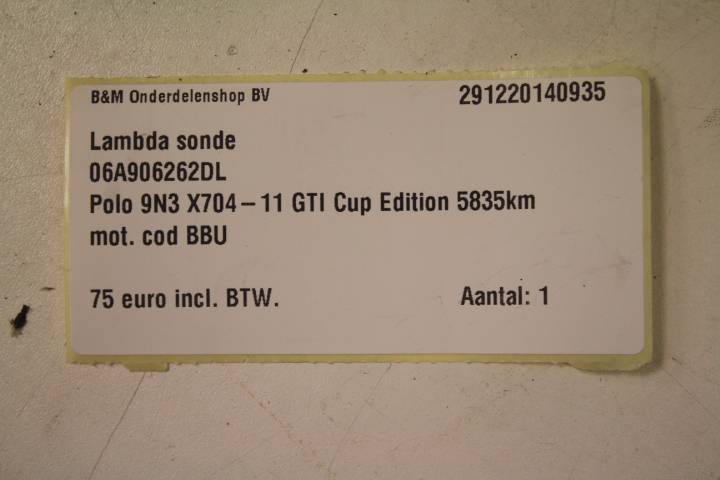 B&M Onderdelenshop BV 291220140935
Lambda sonde
06A906262DL
Polo 9N3 X704-11 GTI Cup Edition 5835km
mot. cod BBU
75 euro incl. BTW. Aantal: 1